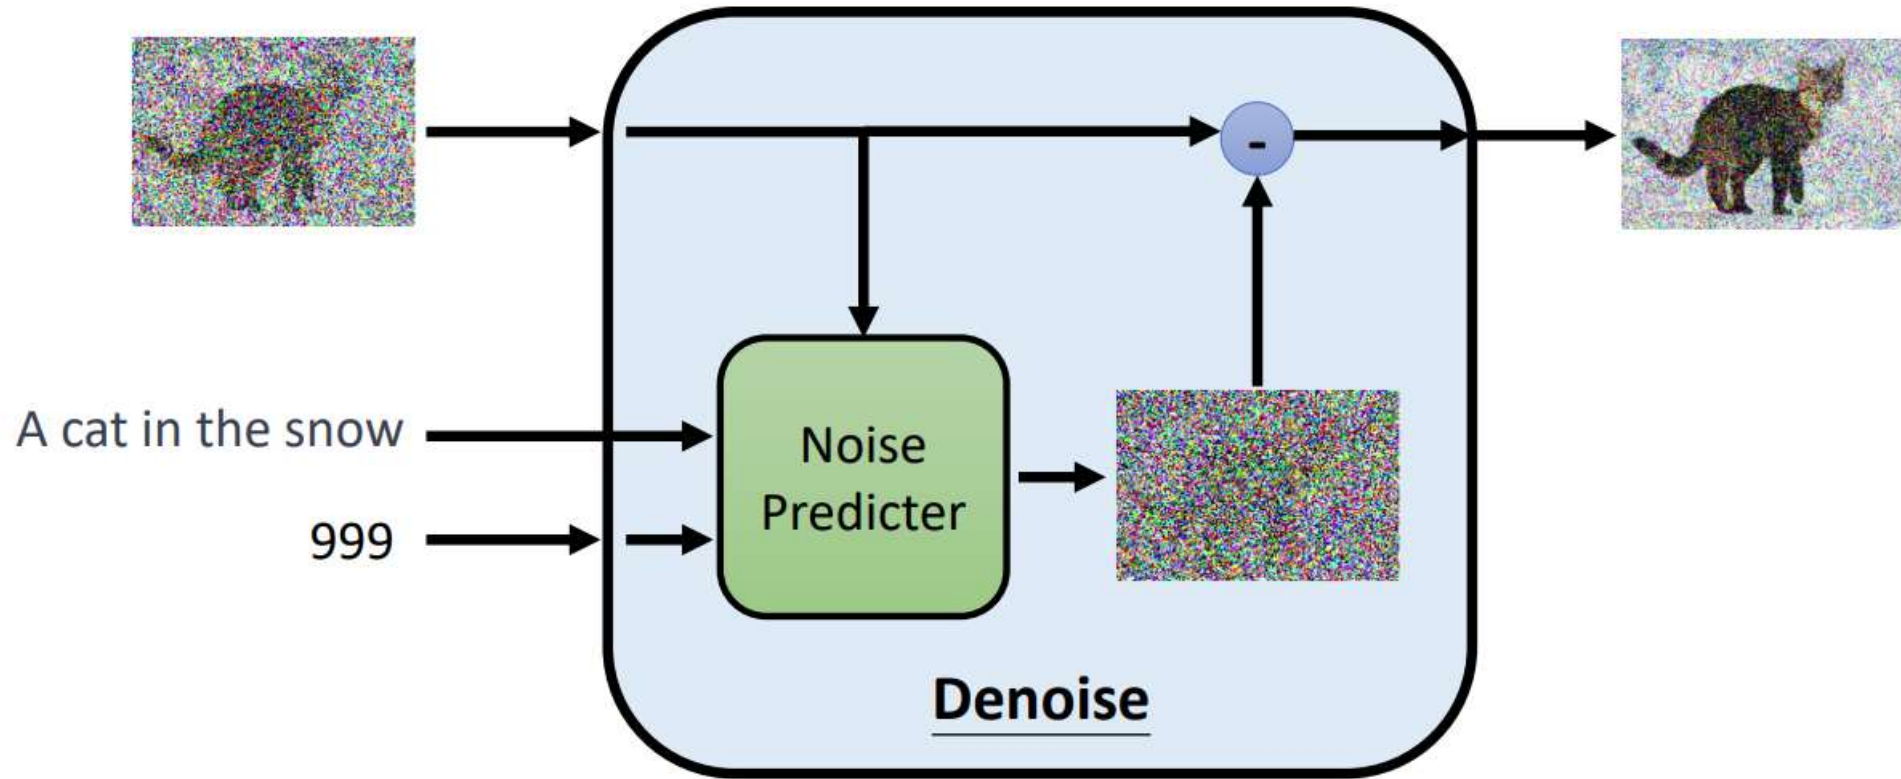 -
A cat in the snow
999
Noise
Predicter
Denoise